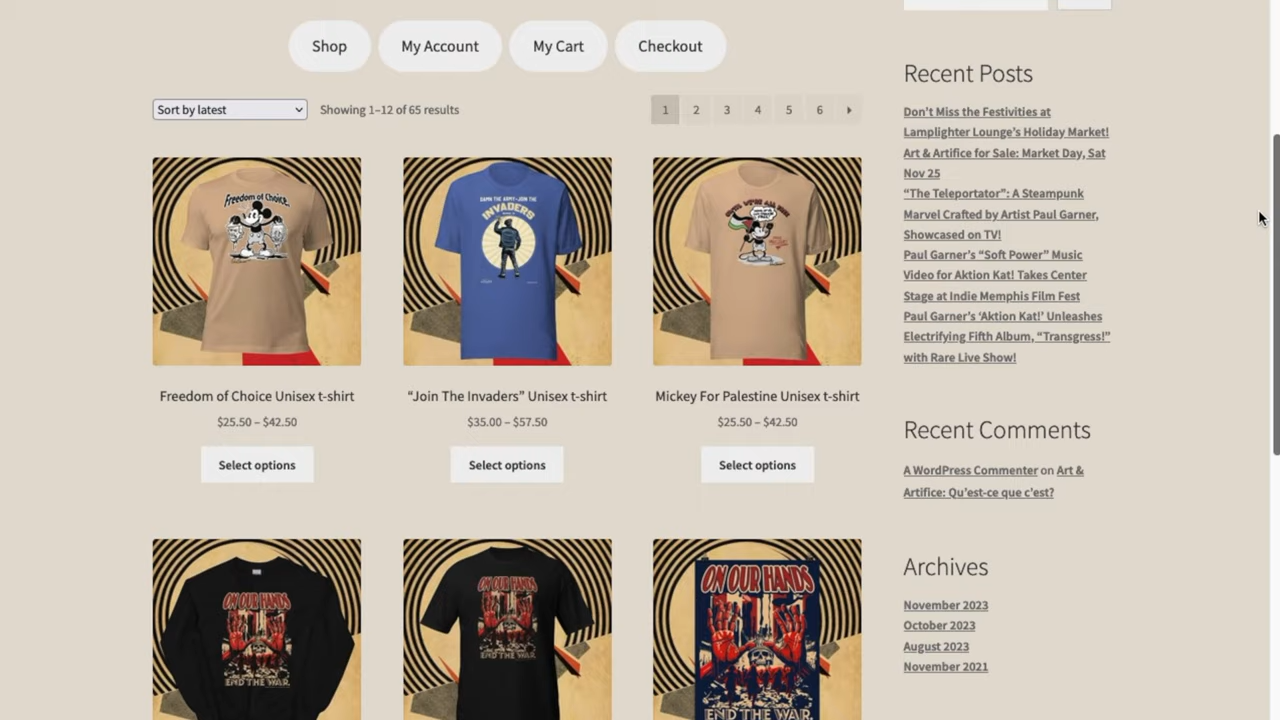 Shop
My Account
My Cart
Checkout
Sort by latest
Showing 1–12 of 65 results
1 2 3 4 5 6
Freedom of Choice.
DAMN THE ARMY-JOIN THE
INVADERS
Freedom of Choice Unisex t-shirt
“Join The Invaders” Unisex t-shirt
Mickey For Palestine Unisex t-shirt
$25.50 – $42.50
$35.00 – $57.50
$25.50 – $42.50
Select options
Select options
Select options
ON OUR HANDS
END THE WAR.
ON OUR HANDS
END THE WAR.
ON OUR HANDS
END THE WAR.
Recent Posts
Don’t Miss the Festivities at
Lamplighter Lounge’s Holiday Market!
Art & Artifice for Sale: Market Day, Sat
Nov 25
“The Teleportator”: A Steampunk
Marvel Crafted by Artist Paul Garner,
Showcased on TV!
Paul Garner’s “Soft Power” Music
Video for Aktion Kat! Takes Center
Stage at Indie Memphis Film Fest
Paul Garner’s ‘Aktion Kat!’ Unleashes
Electrifying Fifth Album, “Transgress!”
with Rare Live Show!
Recent Comments
A WordPress Commenter on Art &
Artifice: Qu’est-ce que c’est?
Archives
November 2023
October 2023
August 2023
November 2021